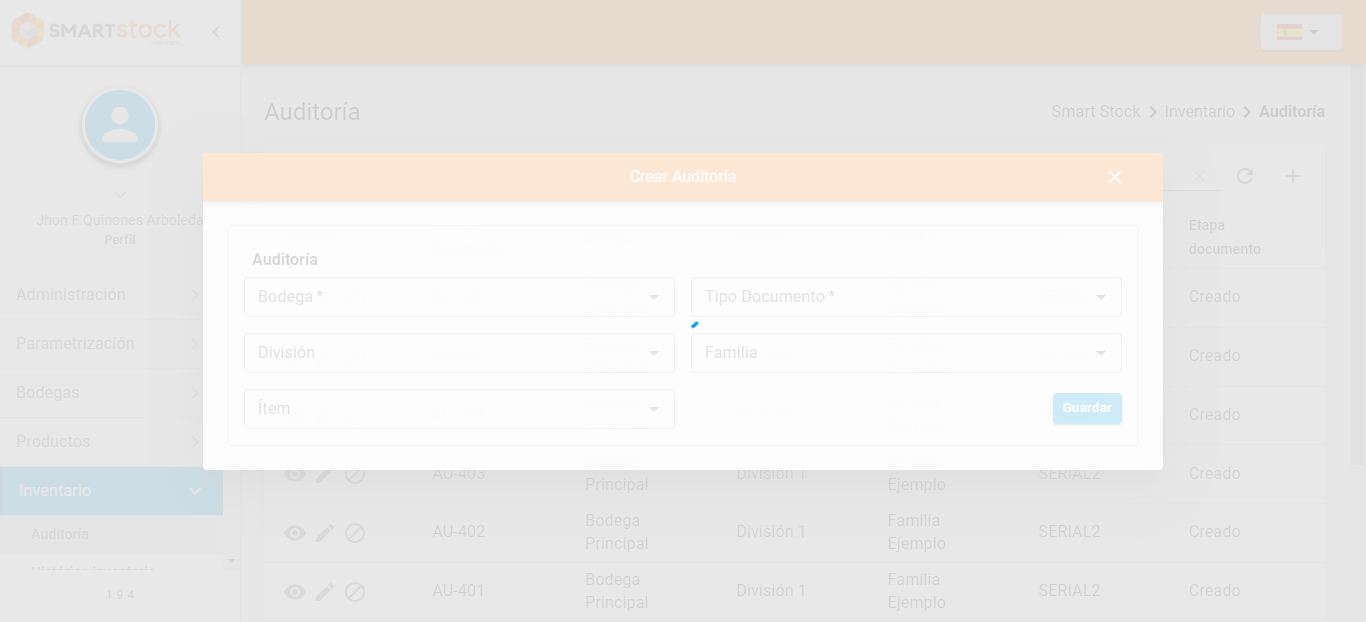 SMARTstock
Auditoría
Smart Stock > Inventario > Auditoría
Crear Auditoría
Jhon F Quinones Arboleda
Perfil
Etapa
documento
Auditoría
Administración
Bodega *
Tipo Documento *
Creado
Parametrización
División
Familia
Creado
Bodegas
Ítem
Guardar
Creado
Productos
AU-403
Principal
División 1
Ejemplo
SERIAL2
Creado
Inventario
Auditoría
AU-402
Bodega
Principal
División 1
Familia
Ejemplo
SERIAL2
Creado
AU-401
Bodega
Principal
División 1
Familia
Ejemplo
SERIAL2
Creado
1.9.4